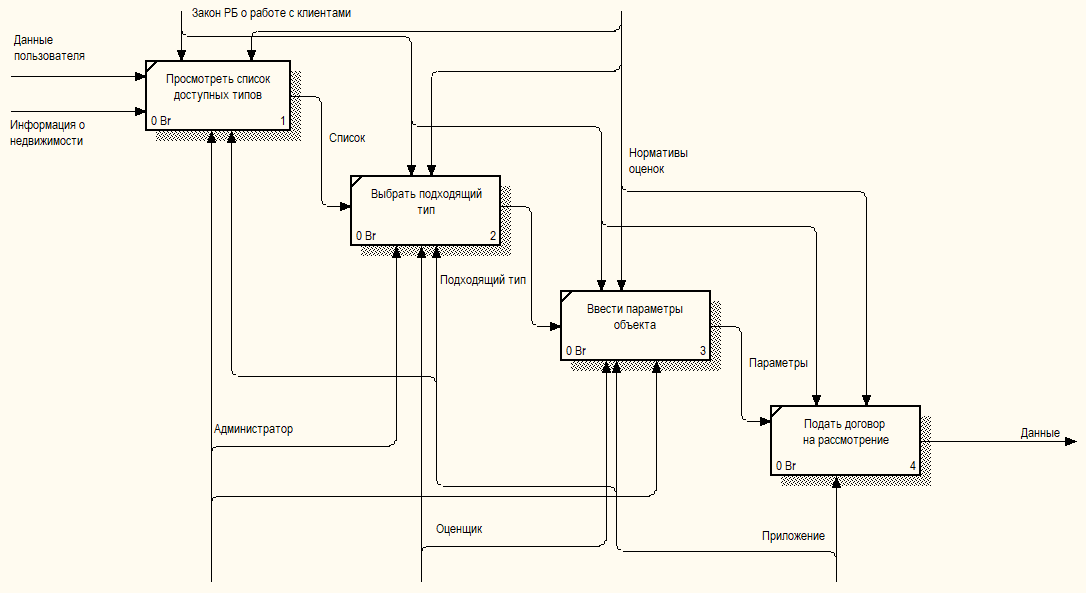 Закон РБ о работе с клиентами
Данные
пользователя
Просмотреть список
доступных типов
0 Br
1
Информация о
недвижимости
Список
Нормативы
оценок
Выбрать подходящий
тип
0 Br
2
Подходящий тип
Ввести параметры
объекта
0 Br
3
Параметры
Администратор
Подать договор
на рассмотрение
0 Br
4
Данные
Оценщик
Приложение